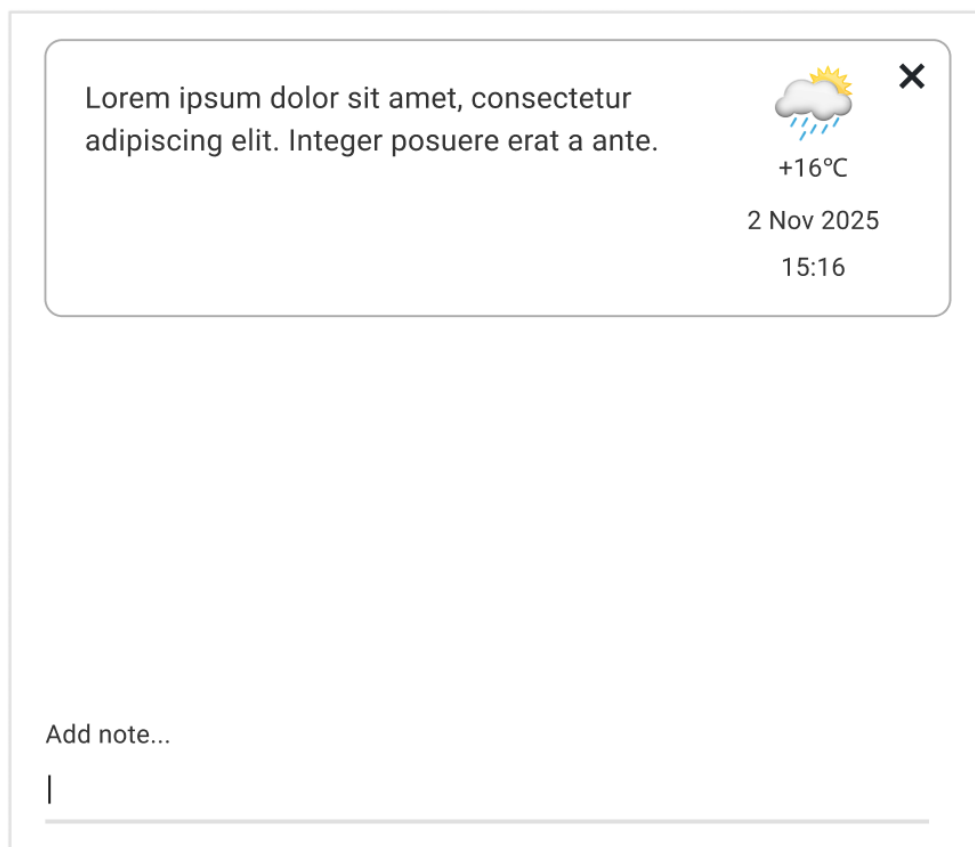 Lorem ipsum dolor sit amet, consectetur
adipiscing elit. Integer posuere erat a ante.
+16℃
2 Nov 2025
15:16
Add note...